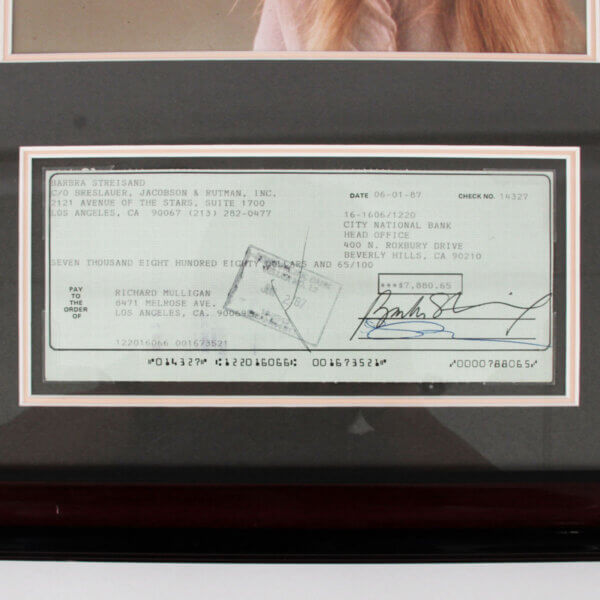 BARBRA STREISAND
C/O BRESLAUER, JACOBSON & RUTMAN, INC.
2121 AVENUE OF THE STARS, SUITE 1700
LOS ANGELES, CA 90067 (213) 282-0477
DATE 06-01-87 CHECK NO. 14327
16-1606/1220
CITY NATIONAL BANK
HEAD OFFICE
400 N. ROXBURY DRIVE
BEVERLY HILLS, CA 90210
SEVEN THOUSAND EIGHT HUNDRED EIGHTY DOLLARS AND 65/100
***$7,880.65
PAY
TO THE
ORDER
OF
RICHARD MULLIGAN
8471 MELROSE AVE.
LOS ANGELES, CA. 90069
122016066 001673521
⑈014327⑈ ⑆122016066⑆ 001673521⑈ ⑇0000788065⑇